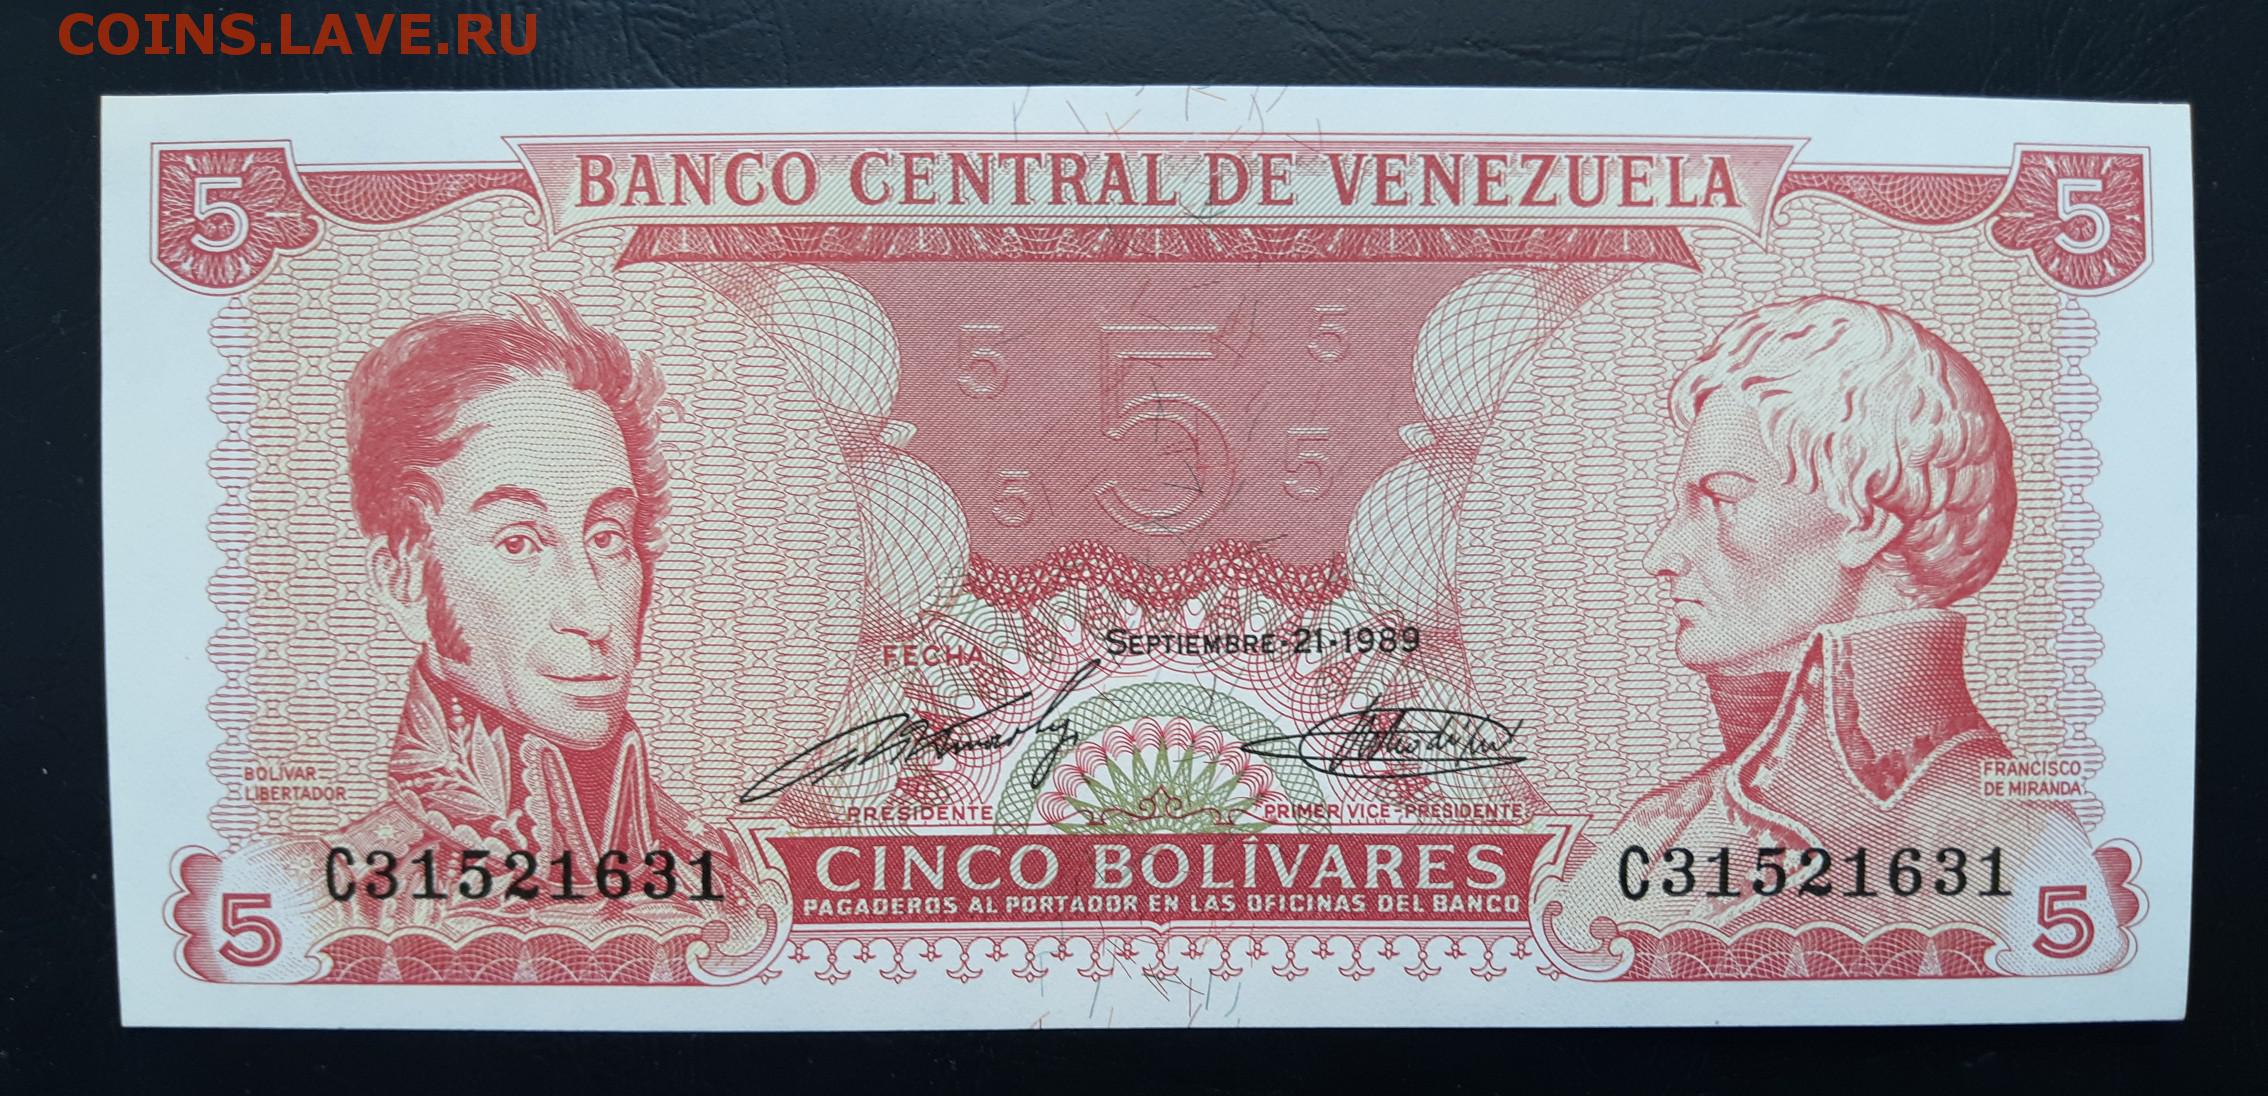 COINS.LAVE.RU
5 BANCO CENTRAL DE VENEZUELA 5
5 5
5
5 5
FECHA SEPTIEMBRE-21-1989
BOLÍVAR
LIBERTADOR
FRANCISCO
DE MIRANDA
PRESIDENTE PRIMER VICE-PRESIDENTE
C31521631 CINCO BOLÍVARES C31521631
PAGADEROS AL PORTADOR EN LAS OFICINAS DEL BANCO
5 5